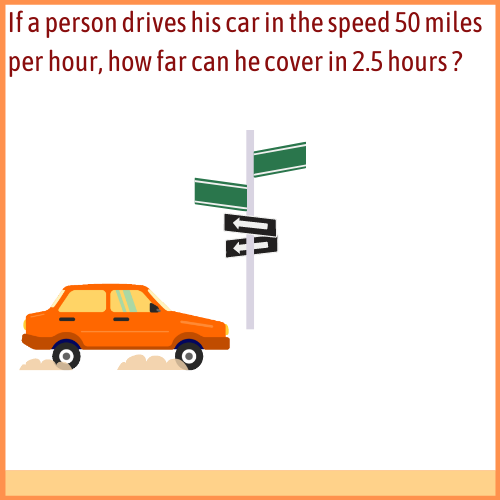 If a person drives his car in the speed 50 miles
per hour, how far can he cover in 2.5 hours ?